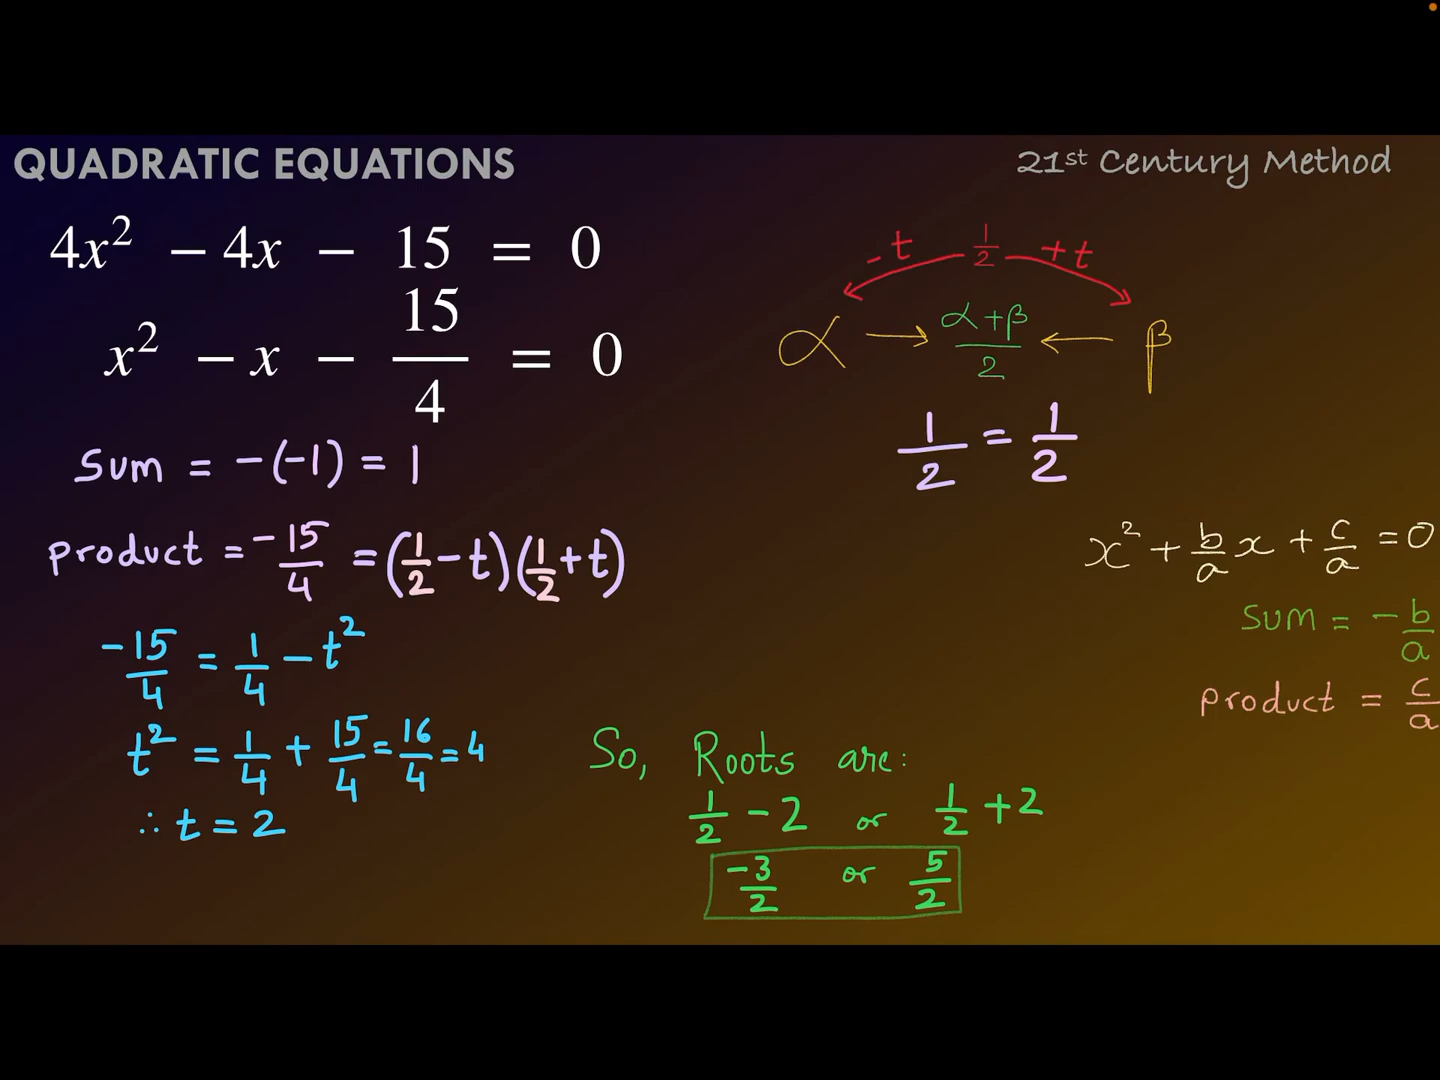 QUADRATIC EQUATIONS
21st Century Method
4x² − 4x − 15 = 0
x² − x − 15/4 = 0
Sum = -(-1) = 1
product = -15/4 = (1/2 - t)(1/2 + t)
-15/4 = 1/4 - t²
t² = 1/4 + 15/4 = 16/4 = 4
∴ t = 2
-t 1/2 +t
α → (α+β)/2 ← β
1/2 = 1/2
x² + b/a x + c/a = 0
Sum = -b/a
product = c/a
So, Roots are:
1/2 - 2 or 1/2 + 2
-3/2 or 5/2